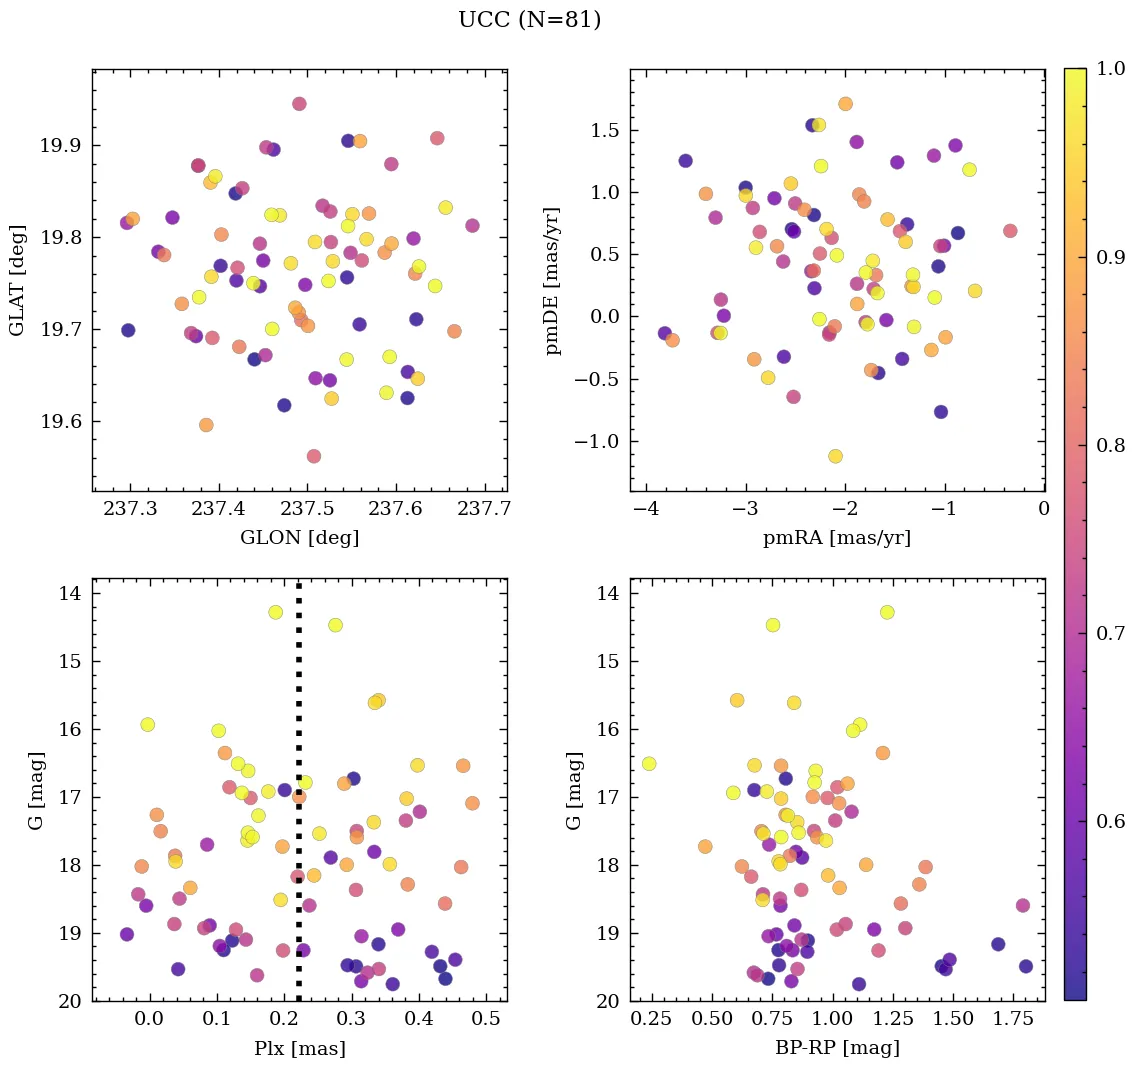 UCC (N=81)
19.9
19.8
19.7
19.6
GLAT [deg]
237.3 237.4 237.5 237.6 237.7
GLON [deg]
1.5
1.0
0.5
0.0
−0.5
−1.0
pmDE [mas/yr]
−4 −3 −2 −1 0
pmRA [mas/yr]
14
15
16
17
18
19
20
G [mag]
0.0 0.1 0.2 0.3 0.4 0.5
Plx [mas]
14
15
16
17
18
19
20
G [mag]
0.25 0.50 0.75 1.00 1.25 1.50 1.75
BP-RP [mag]
1.0
0.9
0.8
0.7
0.6